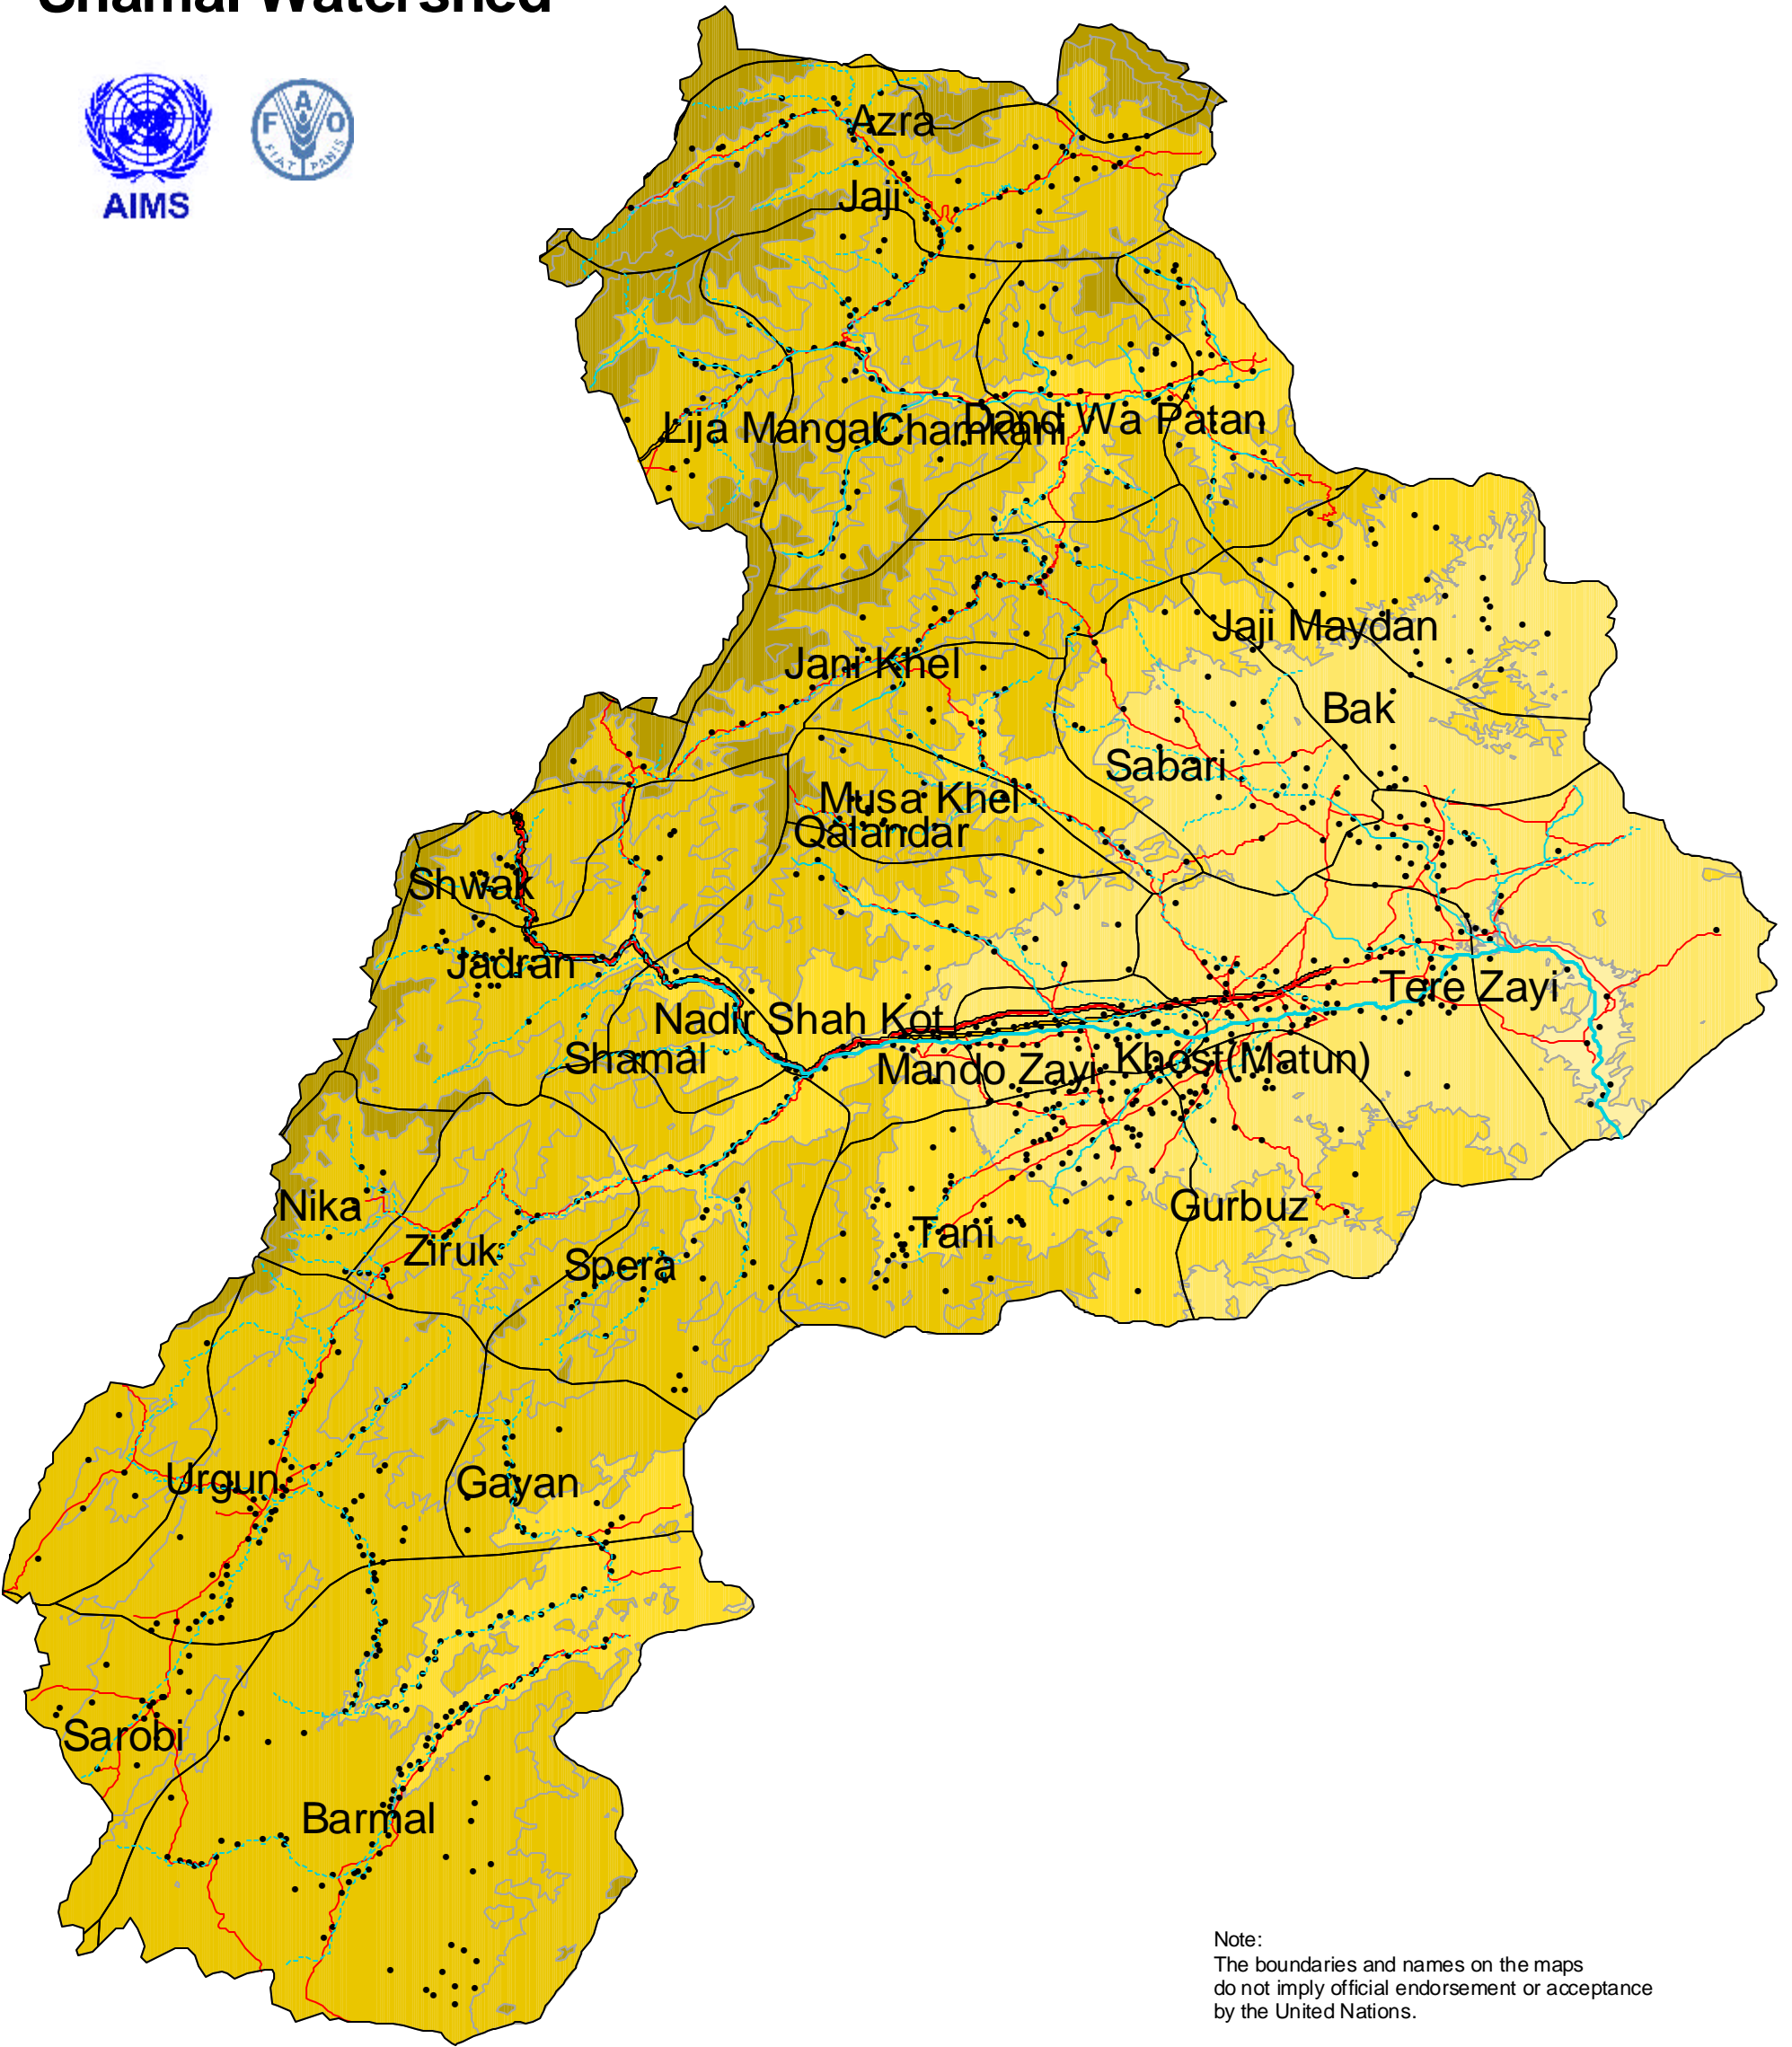 Shamal Watershed
F A O
FIAT PANIS
AIMS
Azra
Jaji
Lija Mangal
Chamkani
Dand Wa Patan
Jaji Maydan
Jani Khel
Bak
Sabari
Musa Khel
Qalandar
Shwak
Jadran
Tere Zayi
Nadir Shah Kot
Shamal
Mando Zayi
Khost(Matun)
Nika
Gurbuz
Tani
Ziruk
Spera
Urgun
Gayan
Sarobi
Barmal
Note:
The boundaries and names on the maps
do not imply official endorsement or acceptance
by the United Nations.